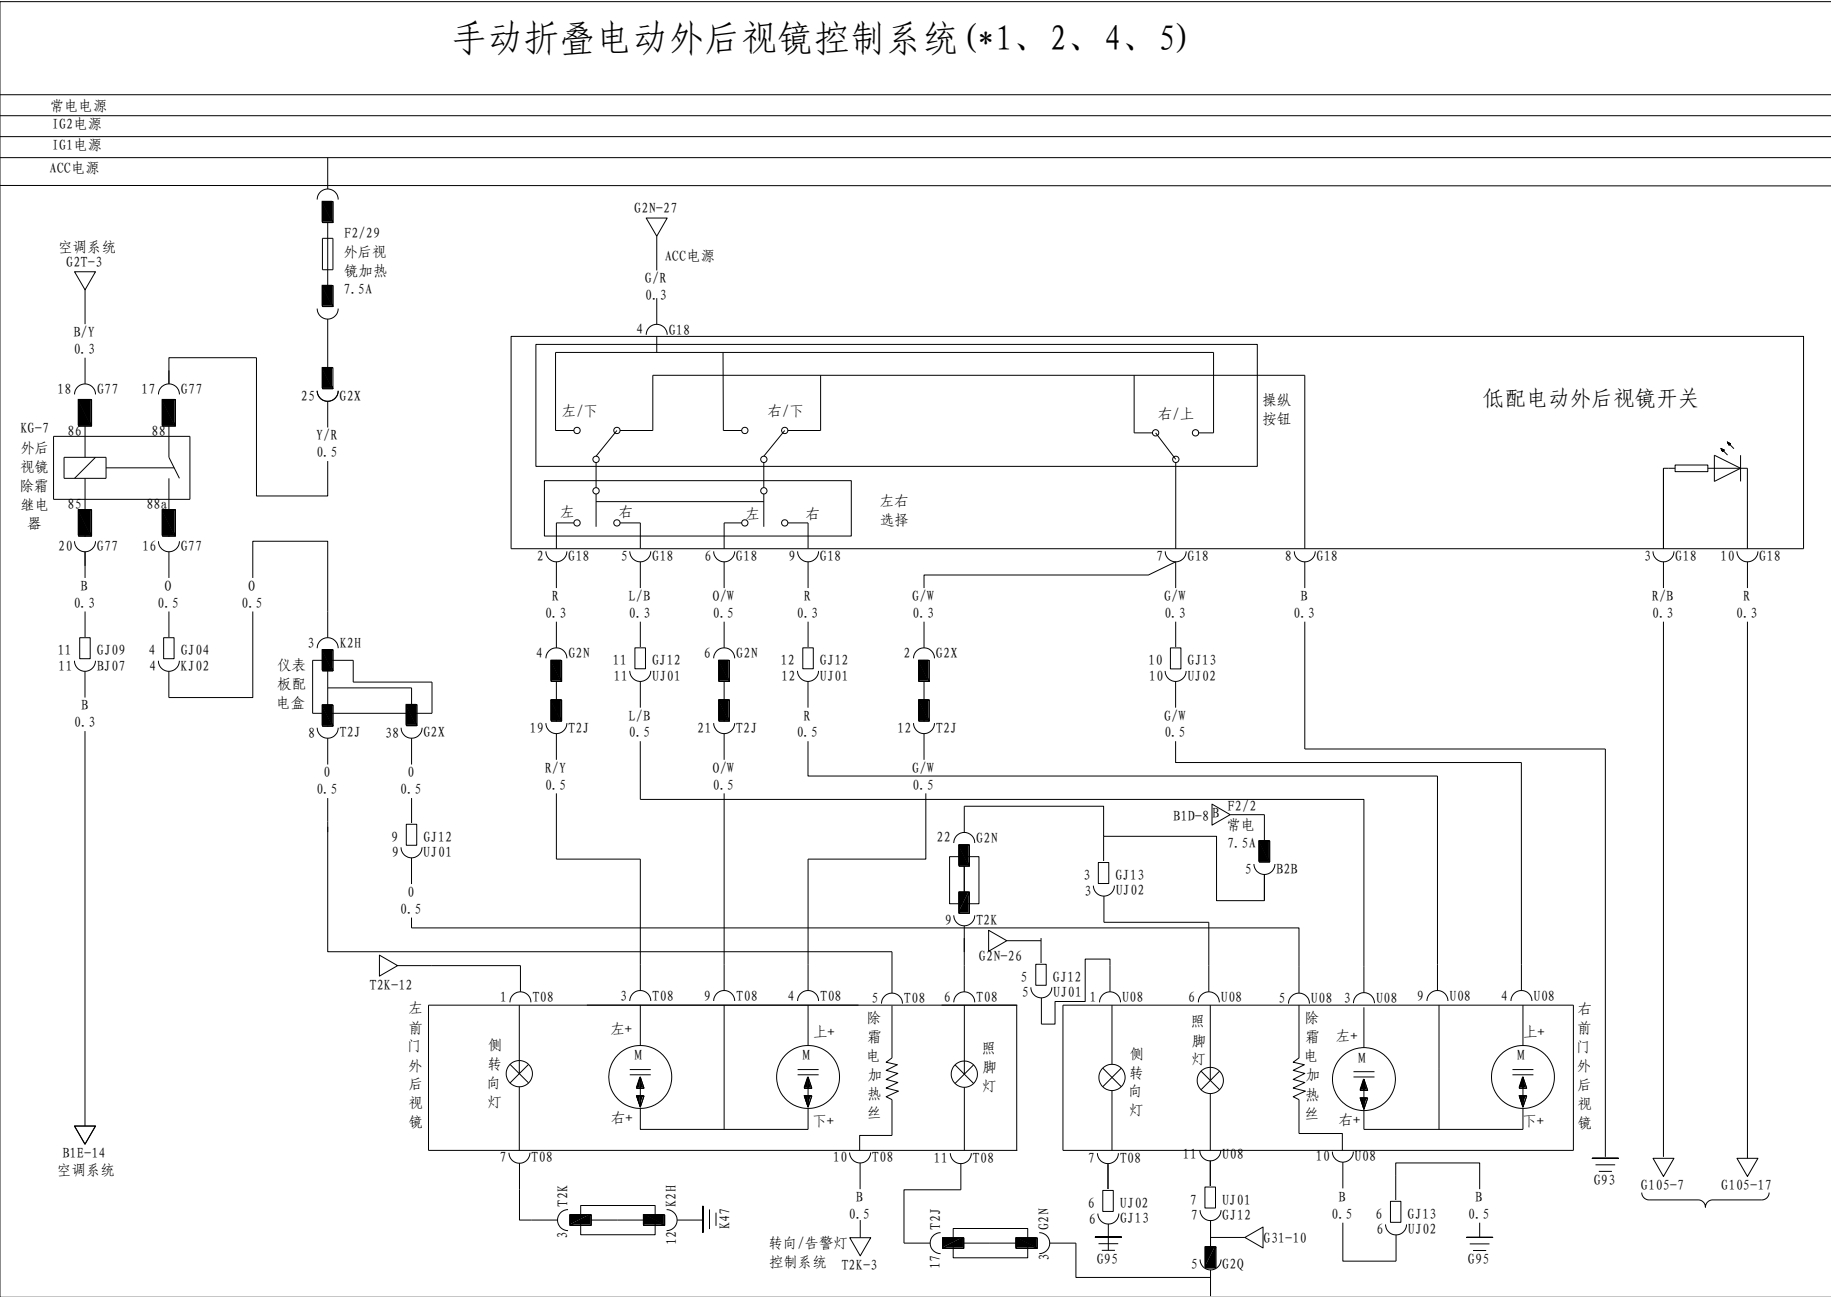 手动折叠电动外后视镜控制系统(*1、2、4、5)
常电电源
IG2电源
IG1电源
ACC电源
空调系统
G2T-3
B/Y
0.3
18 G77
17 G77
KG-7
外后
视镜
除霜
继电
器
86
88
85
88a
20 G77
16 G77
B
0.3
O
0.5
O
0.5
11 GJ09
11 BJ07
4 GJ04
4 KJ02
B
0.3
B1E-14
空调系统
F2/29
外后视
镜加热
7.5A
25 G2X
Y/R
0.5
3 K2H
仪表
板配
电盒
8 T2J
38 G2X
O
0.5
O
0.5
9 GJ12
9 UJ01
O
0.5
G2N-27
ACC电源
G/R
0.3
4 G18
左/下
右/下
右/上
操纵
按钮
低配电动外后视镜开关
左
右
左
右
左右
选择
2 G18
5 G18
6 G18
9 G18
7 G18
8 G18
3 G18
10 G18
R
0.3
L/B
0.3
O/W
0.5
R
0.3
G/W
0.3
G/W
0.3
B
0.3
R/B
0.3
R
0.3
4 G2N
11 GJ12
11 UJ01
6 G2N
12 GJ12
12 UJ01
2 G2X
10 GJ13
10 UJ02
19 T2J
L/B
0.5
21 T2J
R
0.5
12 T2J
G/W
0.5
R/Y
0.5
O/W
0.5
G/W
0.5
22 G2N
9 T2K
B1D-8
B
F2/2
常电
7.5A
5 B2B
3 GJ13
3 UJ02
G2N-26
5 GJ12
5 UJ01
T2K-12
1 T08
3 T08
9 T08
4 T08
5 T08
6 T08
1 U08
6 U08
5 U08
3 U08
9 U08
4 U08
左前门外后视镜
侧转向灯
左+
M
右+
上+
M
下+
除霜电加热丝
照脚灯
侧转向灯
照脚灯
除霜电加热丝
左+
M
右+
上+
M
下+
右前门外后视镜
7 T08
10 T08
11 T08
7 T08
11 U08
10 U08
3 T2K
12 K2H
K47
B
0.5
转向/告警灯
控制系统
T2K-3
17 T2J
3 G2N
6 UJ02
6 GJ13
G95
7 UJ01
7 GJ12
G31-10
5 G2Q
B
0.5
6 GJ13
6 UJ02
B
0.5
G95
G93
G105-7
G105-17